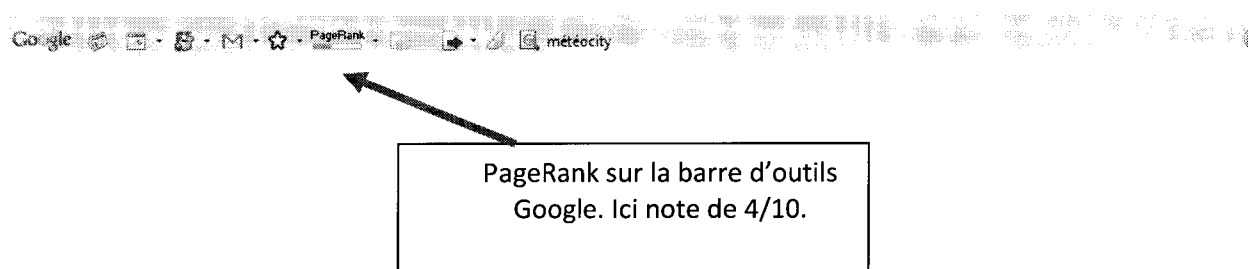 Google PageRank météocity
PageRank sur la barre d'outils
Google. Ici note de 4/10.